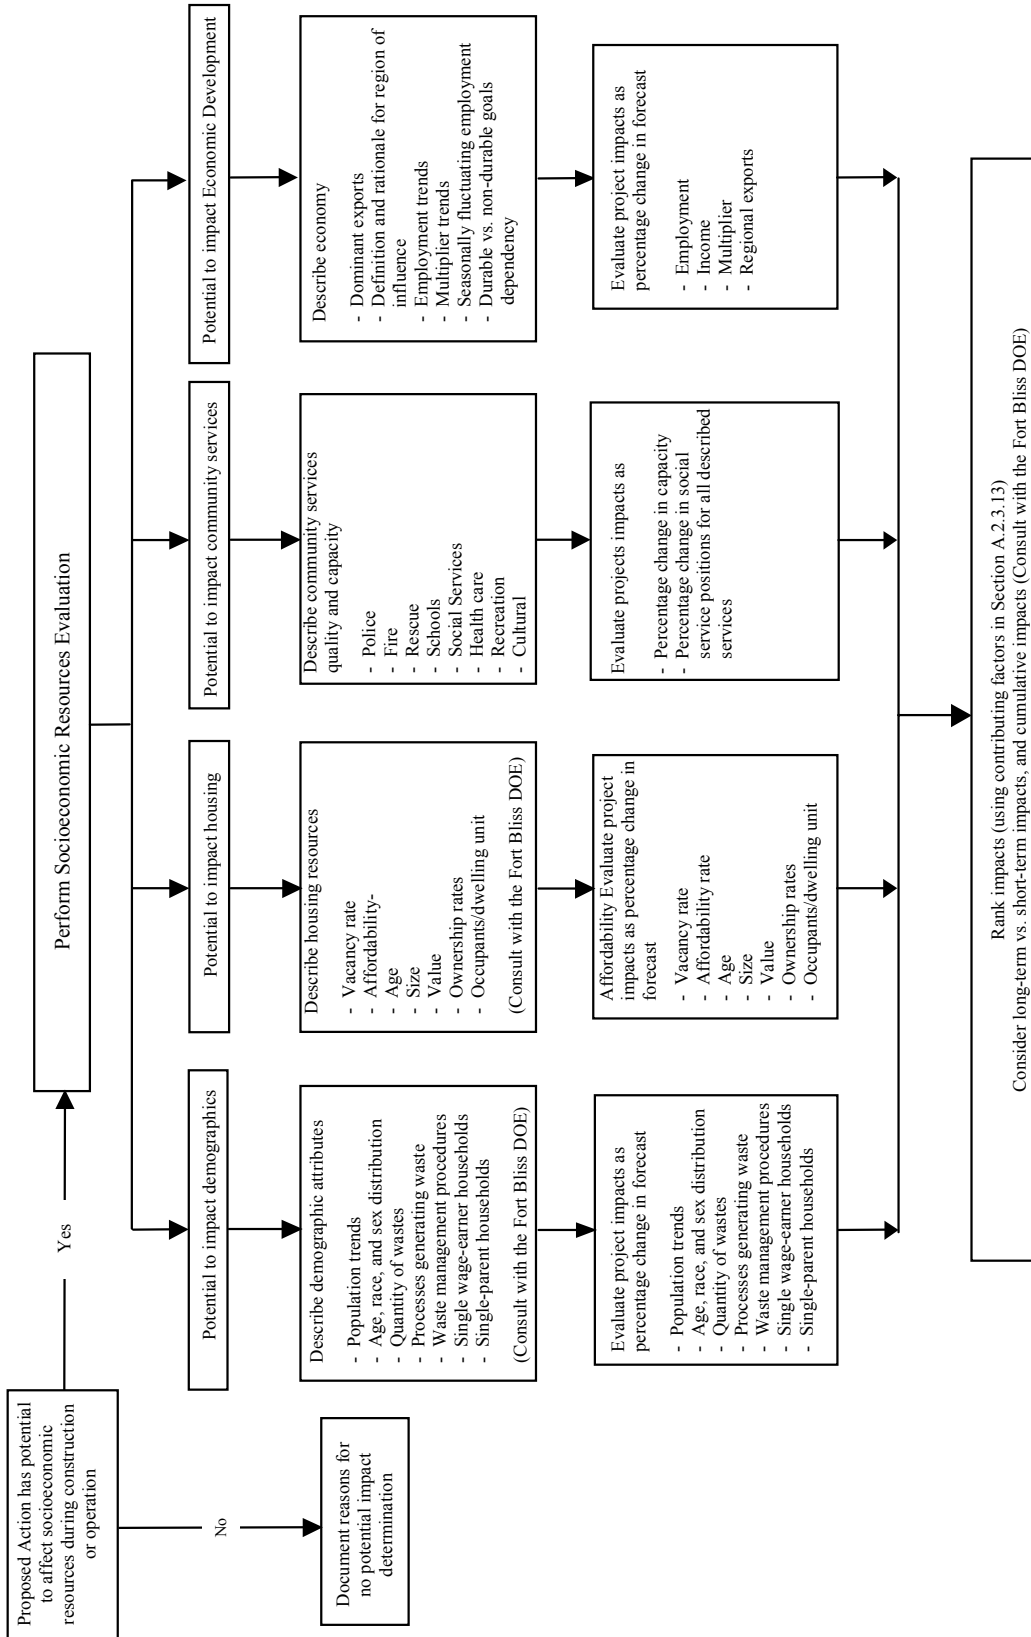 Proposed Action has potential
to affect socioeconomic
resources during construction
or operation
Yes
Perform Socioeconomic Resources Evaluation
No
Document reasons for
no potential impact
determination
Potential to impact demographics
Describe demographic attributes
- Population trends
- Age, race, and sex distribution
- Quantity of wastes
- Processes generating waste
- Waste management procedures
- Single wage-earner households
- Single-parent households
(Consult with the Fort Bliss DOE)
Evaluate project impacts as
percentage change in forecast
- Population trends
- Age, race, and sex distribution
- Quantity of wastes
- Processes generating waste
- Waste management procedures
- Single wage-earner households
- Single-parent households
Potential to impact housing
Describe housing resources
- Vacancy rate
- Affordability-
- Age
- Size
- Value
- Ownership rates
- Occupants/dwelling unit
(Consult with the Fort Bliss DOE)
Affordability Evaluate project
impacts as percentage change in
forecast
- Vacancy rate
- Affordability rate
- Age
- Size
- Value
- Ownership rates
- Occupants/dwelling unit
Potential to impact community services
Describe community services
quality and capacity
- Police
- Fire
- Rescue
- Schools
- Social Services
- Health care
- Recreation
- Cultural
Evaluate projects impacts as
- Percentage change in capacity
- Percentage change in social
service positions for all described
services
Potential to impact Economic Development
Describe economy
- Dominant exports
- Definition and rationale for region of
influence
- Employment trends
- Multiplier trends
- Seasonally fluctuating employment
- Durable vs. non-durable goals
dependency
Evaluate project impacts as
percentage change in forecast
- Employment
- Income
- Multiplier
- Regional exports
Rank impacts (using contributing factors in Section A.2.3.13)
Consider long-term vs. short-term impacts, and cumulative impacts (Consult with the Fort Bliss DOE)